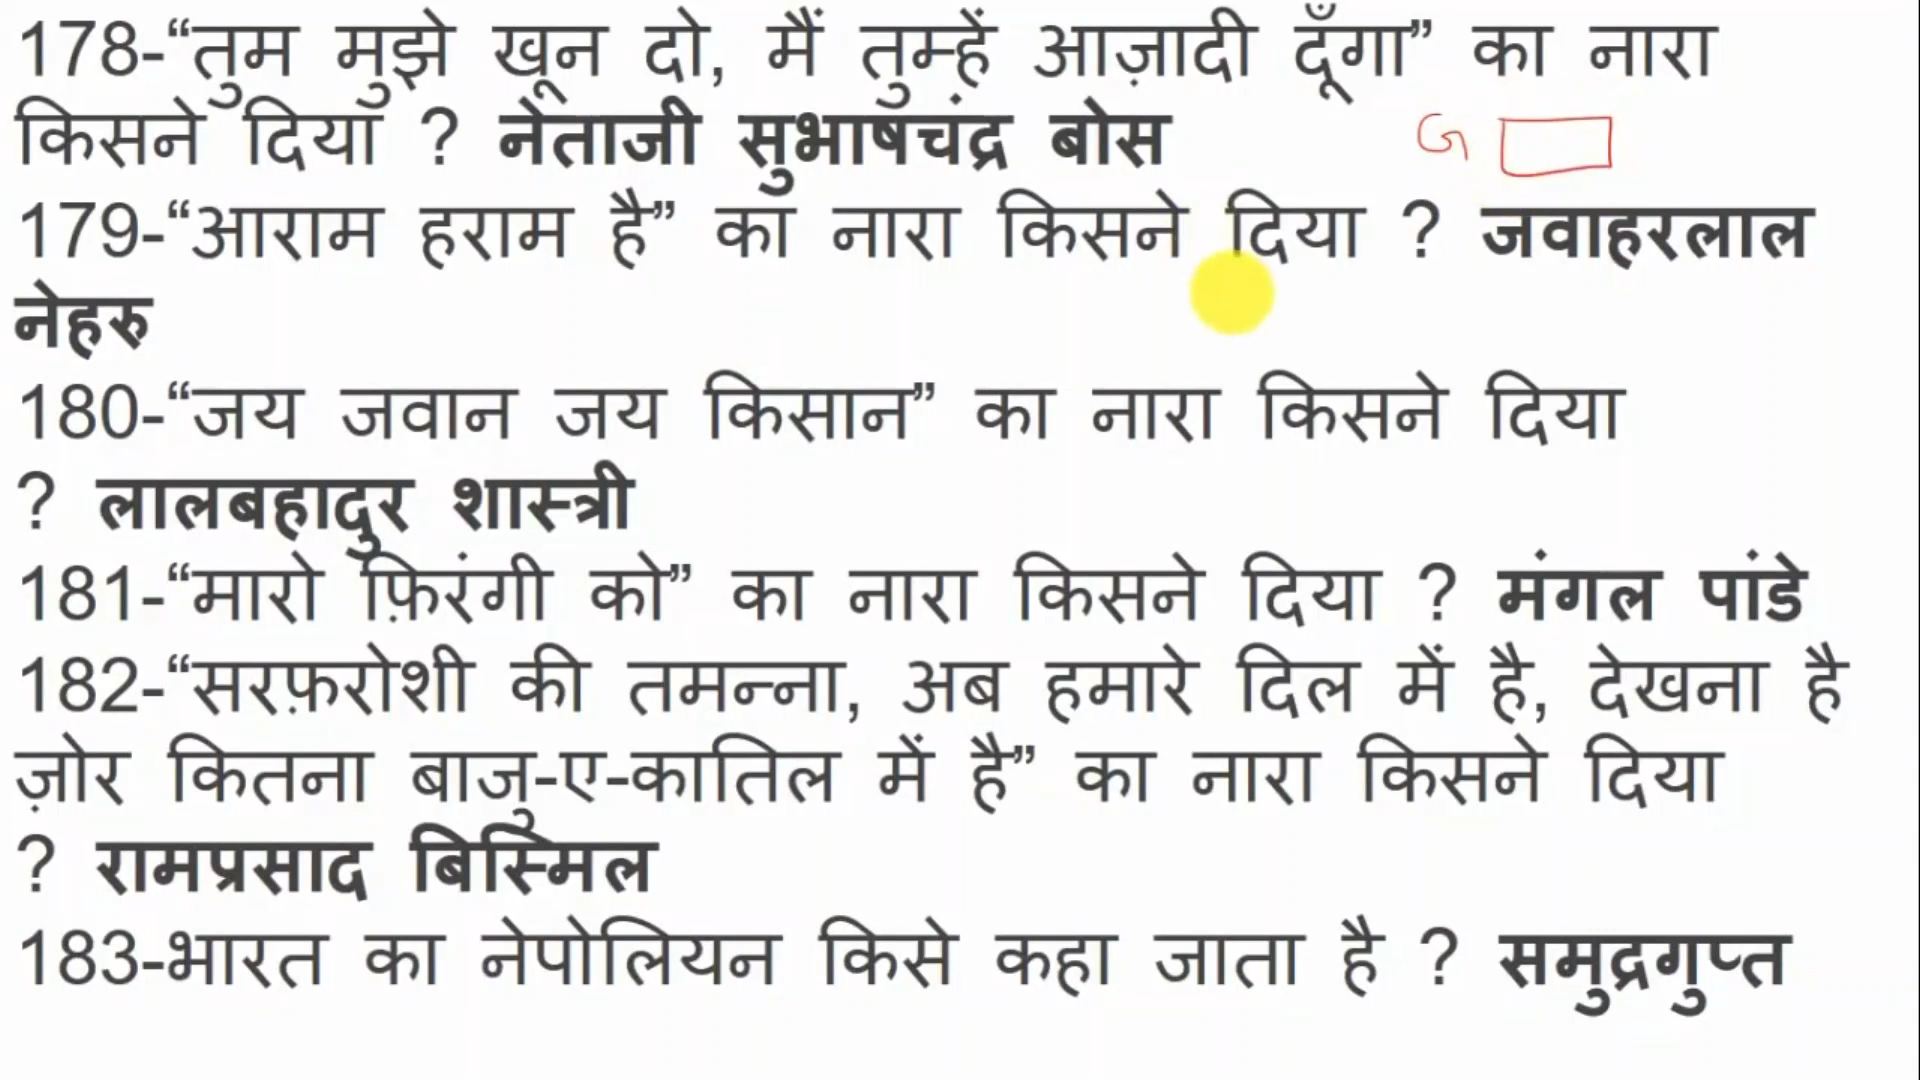 178-“तुम मुझे खून दो, मैं तुम्हें आज़ादी दूँगा” का नारा
किसने दिया ? नेताजी सुभाषचंद्र बोस
G
179-“आराम हराम है” का नारा किसने दिया ? जवाहरलाल
नेहरु
180-“जय जवान जय किसान” का नारा किसने दिया
? लालबहादुर शास्त्री
181-“मारो फ़िरंगी को” का नारा किसने दिया ? मंगल पांडे
182-“सरफ़रोशी की तमन्ना, अब हमारे दिल में है, देखना है
ज़ोर कितना बाजु-ए-कातिल में है” का नारा किसने दिया
? रामप्रसाद बिस्मिल
183-भारत का नेपोलियन किसे कहा जाता है ? समुद्रगुप्त